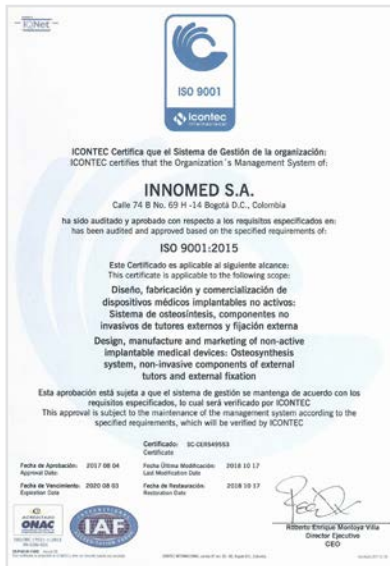 IQNet
ISO 9001
icontec
internacional
ICONTEC Certifica que el Sistema de Gestión de la organización:
ICONTEC certifies that the Organization´s Management System of:
INNOMED S.A.
Calle 74 B No. 69 H -14 Bogotá D.C., Colombia
ha sido auditado y aprobado con respecto a los requisitos especificados en:
has been audited and approved based on the specified requirements of:
ISO 9001:2015
Este Certificado es aplicable al siguiente alcance:
This certificate is applicable to the following scope:
Diseño, fabricación y comercialización de
dispositivos médicos implantables no activos:
Sistema de osteosíntesis, componentes no
invasivos de tutores externos y fijación externa
Design, manufacture and marketing of non-active
implantable medical devices: Osteosynthesis
system, non-invasive components of external
tutors and external fixation
Esta aprobación está sujeta a que el sistema de gestión se mantenga de acuerdo con los
requisitos especificados, lo cual será verificado por ICONTEC
This approval is subject to the maintenance of the management system according to the
specified requirements, which will be verified by ICONTEC
Certificado: SC-CER549553
Certificate
Fecha de Aprobación: 2017 08 04 Fecha Última Modificación: 2018 10 17
Approval Date: Last Modification Date
Fecha de Vencimiento: 2020 08 03 Fecha de Restauración: 2018 10 17
Expiration Date Restoration Date
ACREDITADO
ONAC
IAF
Roberto Enrique Montoya Villa
Director Ejecutivo
CEO